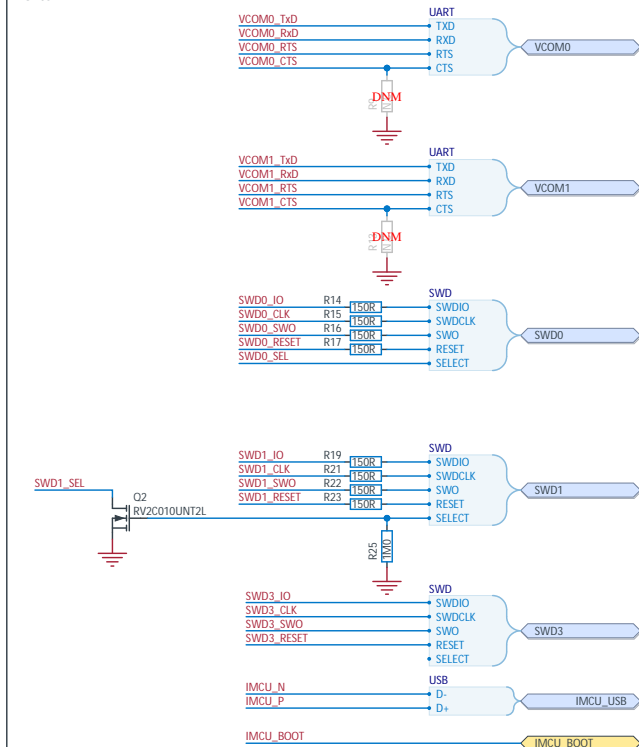 UART
VCOM0_TxD TXD
VCOM0_RxD RXD
VCOM0_RTS RTS VCOM0
VCOM0_CTS CTS
DNM
UART
VCOM1_TxD TXD
VCOM1_RxD RXD
VCOM1_RTS RTS VCOM1
VCOM1_CTS CTS
DNM
SWD
SWD0_IO R14 150R SWDIO
SWD0_CLK R15 150R SWDCLK
SWD0_SWO R16 150R SWO SWD0
SWD0_RESET R17 150R RESET
SWD0_SEL SELECT
SWD
SWD1_IO R19 150R SWDIO
SWD1_CLK R21 150R SWDCLK
SWD1_SWO R22 150R SWO SWD1
SWD1_RESET R23 150R RESET
SELECT
SWD1_SEL
Q2
RV2C010UNT2L
R25 1M0
SWD
SWD3_IO SWDIO
SWD3_CLK SWDCLK
SWD3_SWO SWO SWD3
SWD3_RESET RESET
SELECT
USB
IMCU_N D-
IMCU_P D+ IMCU_USB
IMCU_BOOT IMCU_BOOT